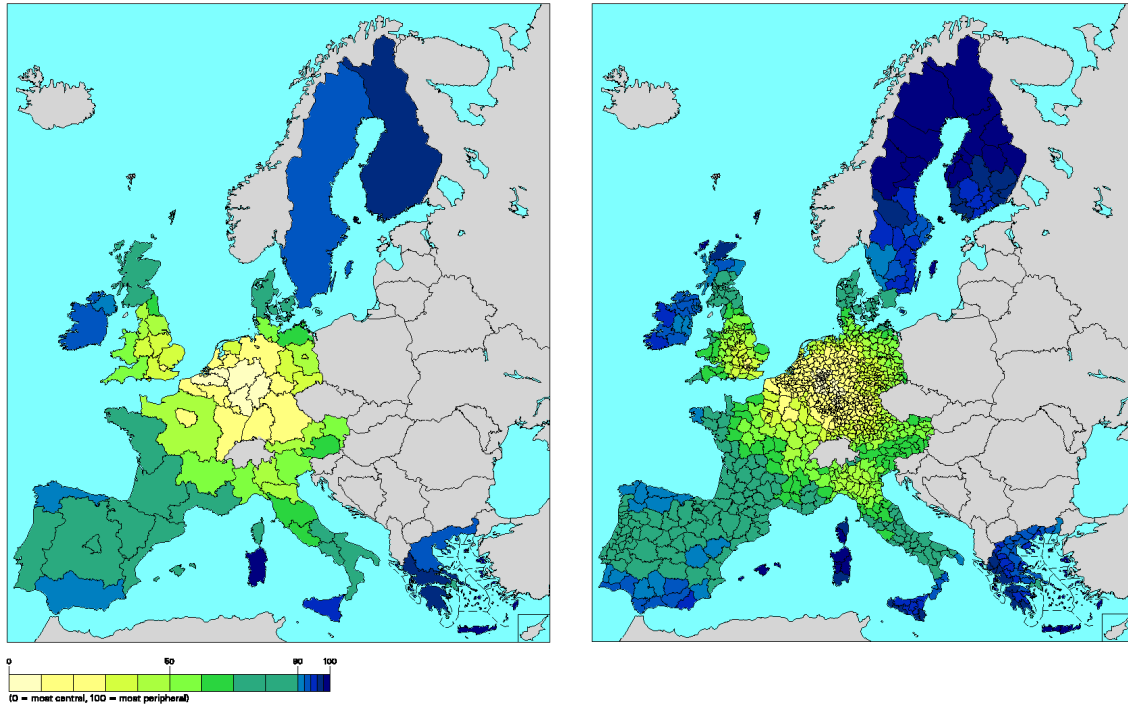 0 50 90 100
(0 = most central, 100 = most peripheral)